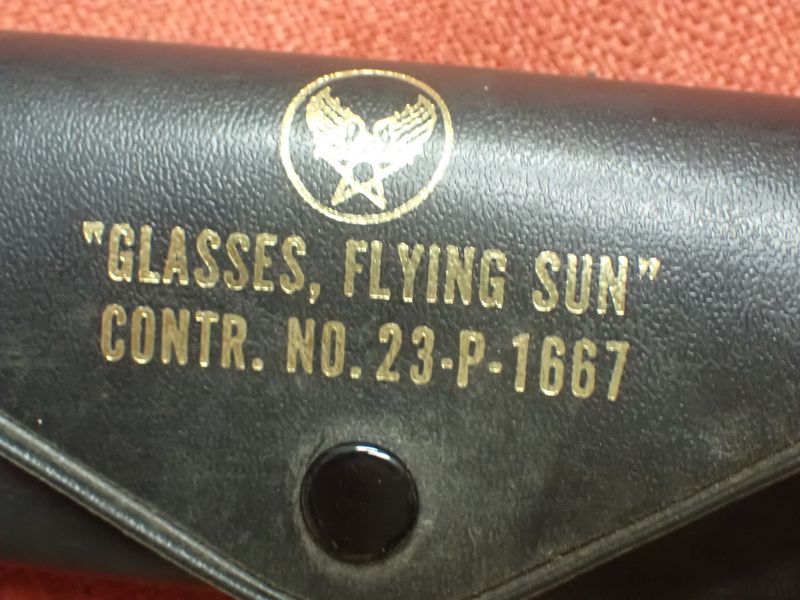 "GLASSES, FLYING SUN"
CONTR. NO. 23-P-1667